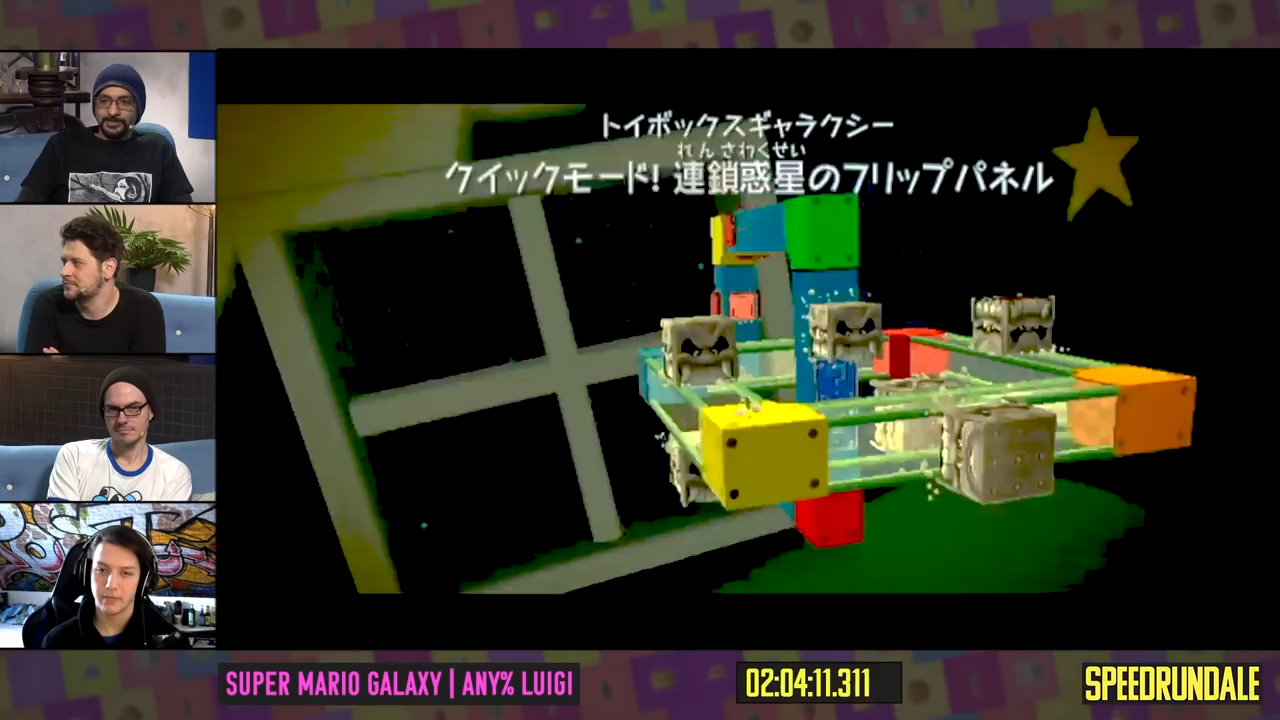 トイボックスギャラクシー
れんさわくせい
クイックモード! 連鎖惑星のフリップパネル
SUPER MARIO GALAXY | ANY% LUIGI
02:04:11.311
SPEEDRUNDALE